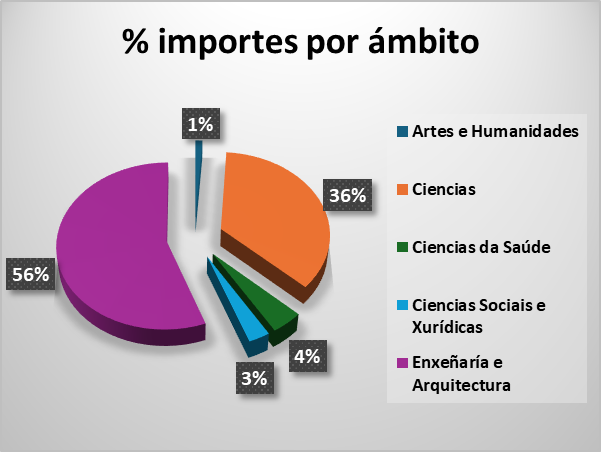 % importes por ámbito
1%
36%
4%
3%
56%
Artes e Humanidades
Ciencias
Ciencias da Saúde
Ciencias Sociais e
Xurídicas
Enxeñaría e
Arquitectura